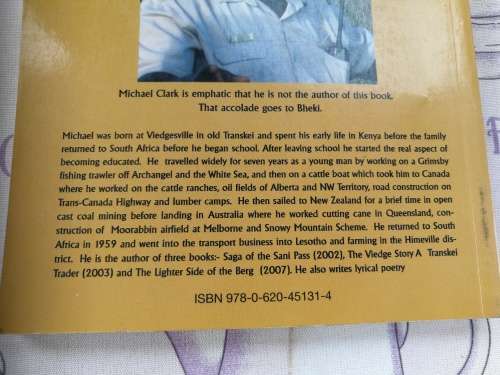 Michael Clark is emphatic that he is not the author of this book.
That accolade goes to Bheki.
Michael was born at Viedgesville in old Transkei and spent his early life in Kenya before the family
returned to South Africa before he began school. After leaving school he started the real aspect of
becoming educated. He travelled widely for seven years as a young man by working on a Grimsby
fishing trawler off Archangel and the White Sea, and then on a cattle boat which took him to Canada
where he worked on the cattle ranches, oil fields of Alberta and NW Territory, road construction on
Trans-Canada Highway and lumber camps. He then sailed to New Zealand for a brief time in open
cast coal mining before landing in Australia where he worked cutting cane in Queensland, con-
struction of Moorabbin airfield at Melborne and Snowy Mountain Scheme. He returned to South
Africa in 1959 and went into the transport business into Lesotho and farming in the Himeville dis-
trict. He is the author of three books:- Saga of the Sani Pass (2002), The Viedge Story A Transkei
Trader (2003) and The Lighter Side of the Berg (2007). He also writes lyrical poetry
ISBN 978-0-620-45131-4